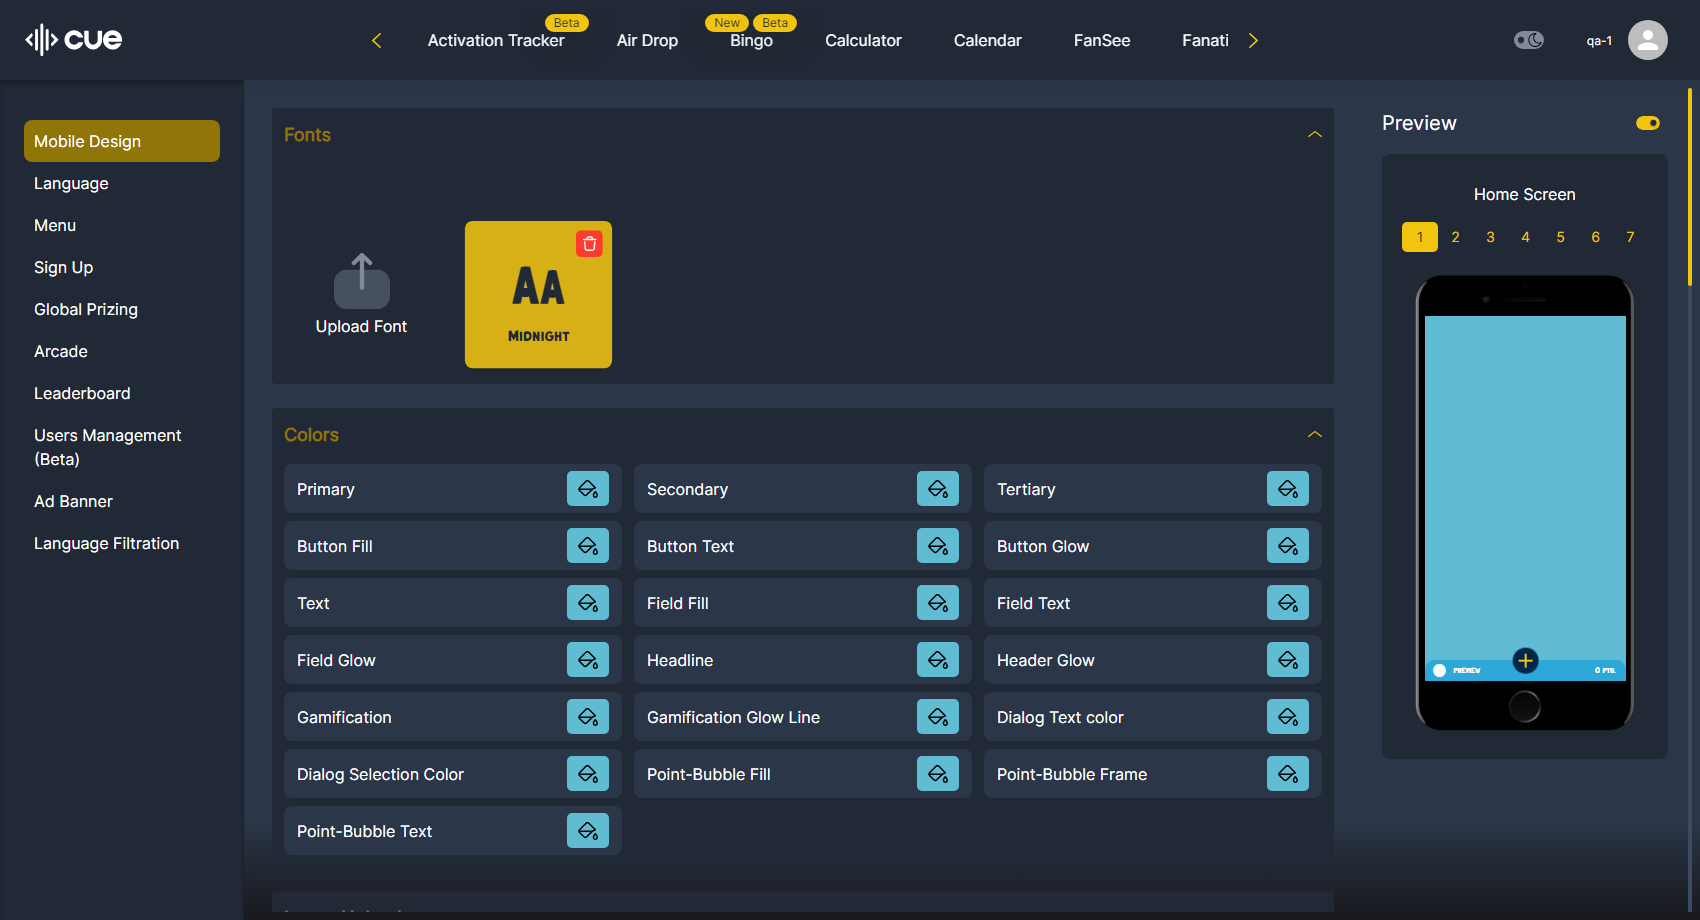 cue
Beta
New
Beta
Activation Tracker
Air Drop
Bingo
Calculator
Calendar
FanSee
Fanati
qa-1
Mobile Design
Language
Menu
Sign Up
Global Prizing
Arcade
Leaderboard
Users Management
(Beta)
Ad Banner
Language Filtration
Fonts
Upload Font
AA
MIDNIGHT
Colors
Primary
Secondary
Tertiary
Button Fill
Button Text
Button Glow
Text
Field Fill
Field Text
Field Glow
Headline
Header Glow
Gamification
Gamification Glow Line
Dialog Text color
Dialog Selection Color
Point-Bubble Fill
Point-Bubble Frame
Point-Bubble Text
Preview
Home Screen
1 2 3 4 5 6 7
PREVIEW
0 PTS.